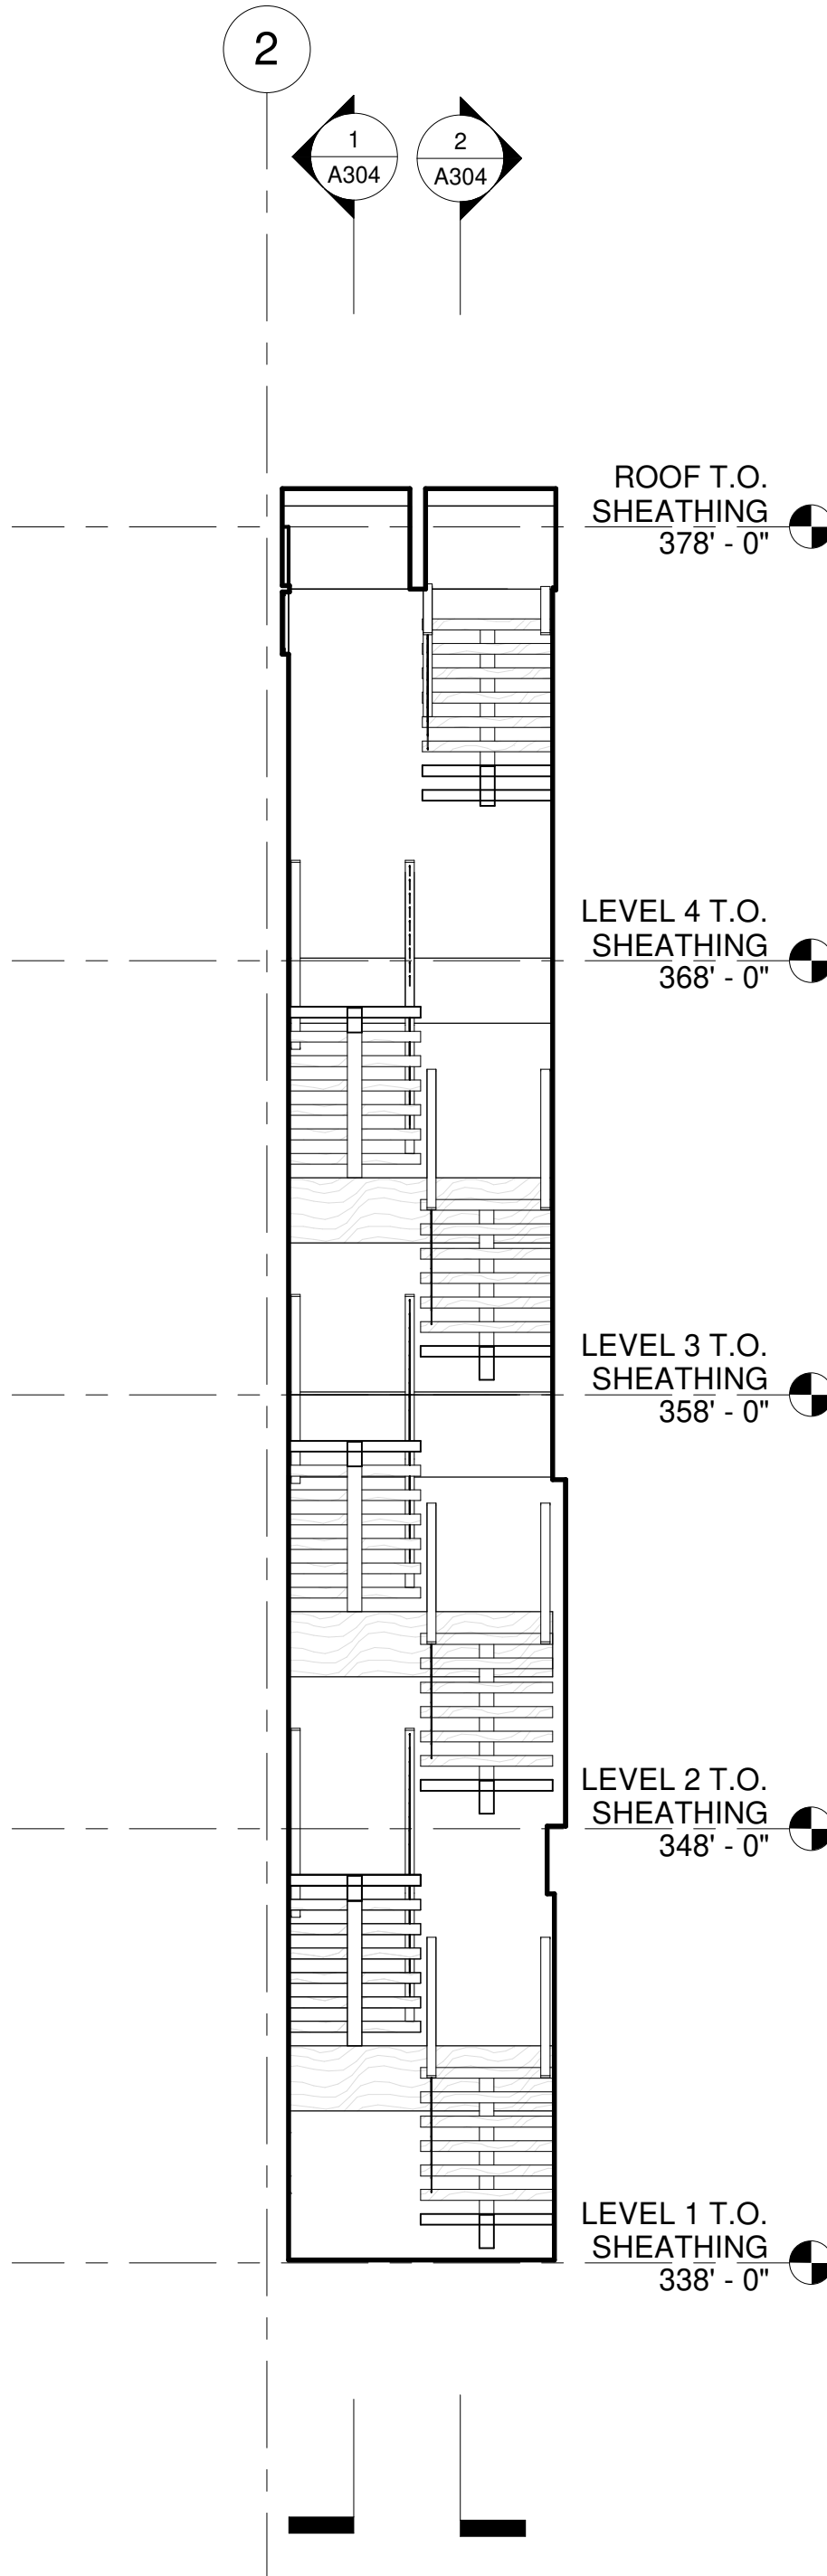 2
1
A304
2
A304
ROOF T.O.
SHEATHING
378' - 0"
LEVEL 4 T.O.
SHEATHING
368' - 0"
LEVEL 3 T.O.
SHEATHING
358' - 0"
LEVEL 2 T.O.
SHEATHING
348' - 0"
LEVEL 1 T.O.
SHEATHING
338' - 0"